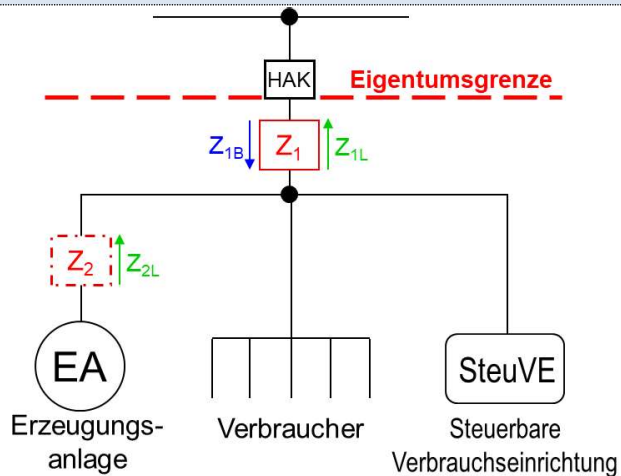 HAK
Eigentumsgrenze
Z1B
Z1
Z1L
Z2
Z2L
EA
SteuVE
Erzeugungs-
anlage
Verbraucher
Steuerbare
Verbrauchseinrichtung